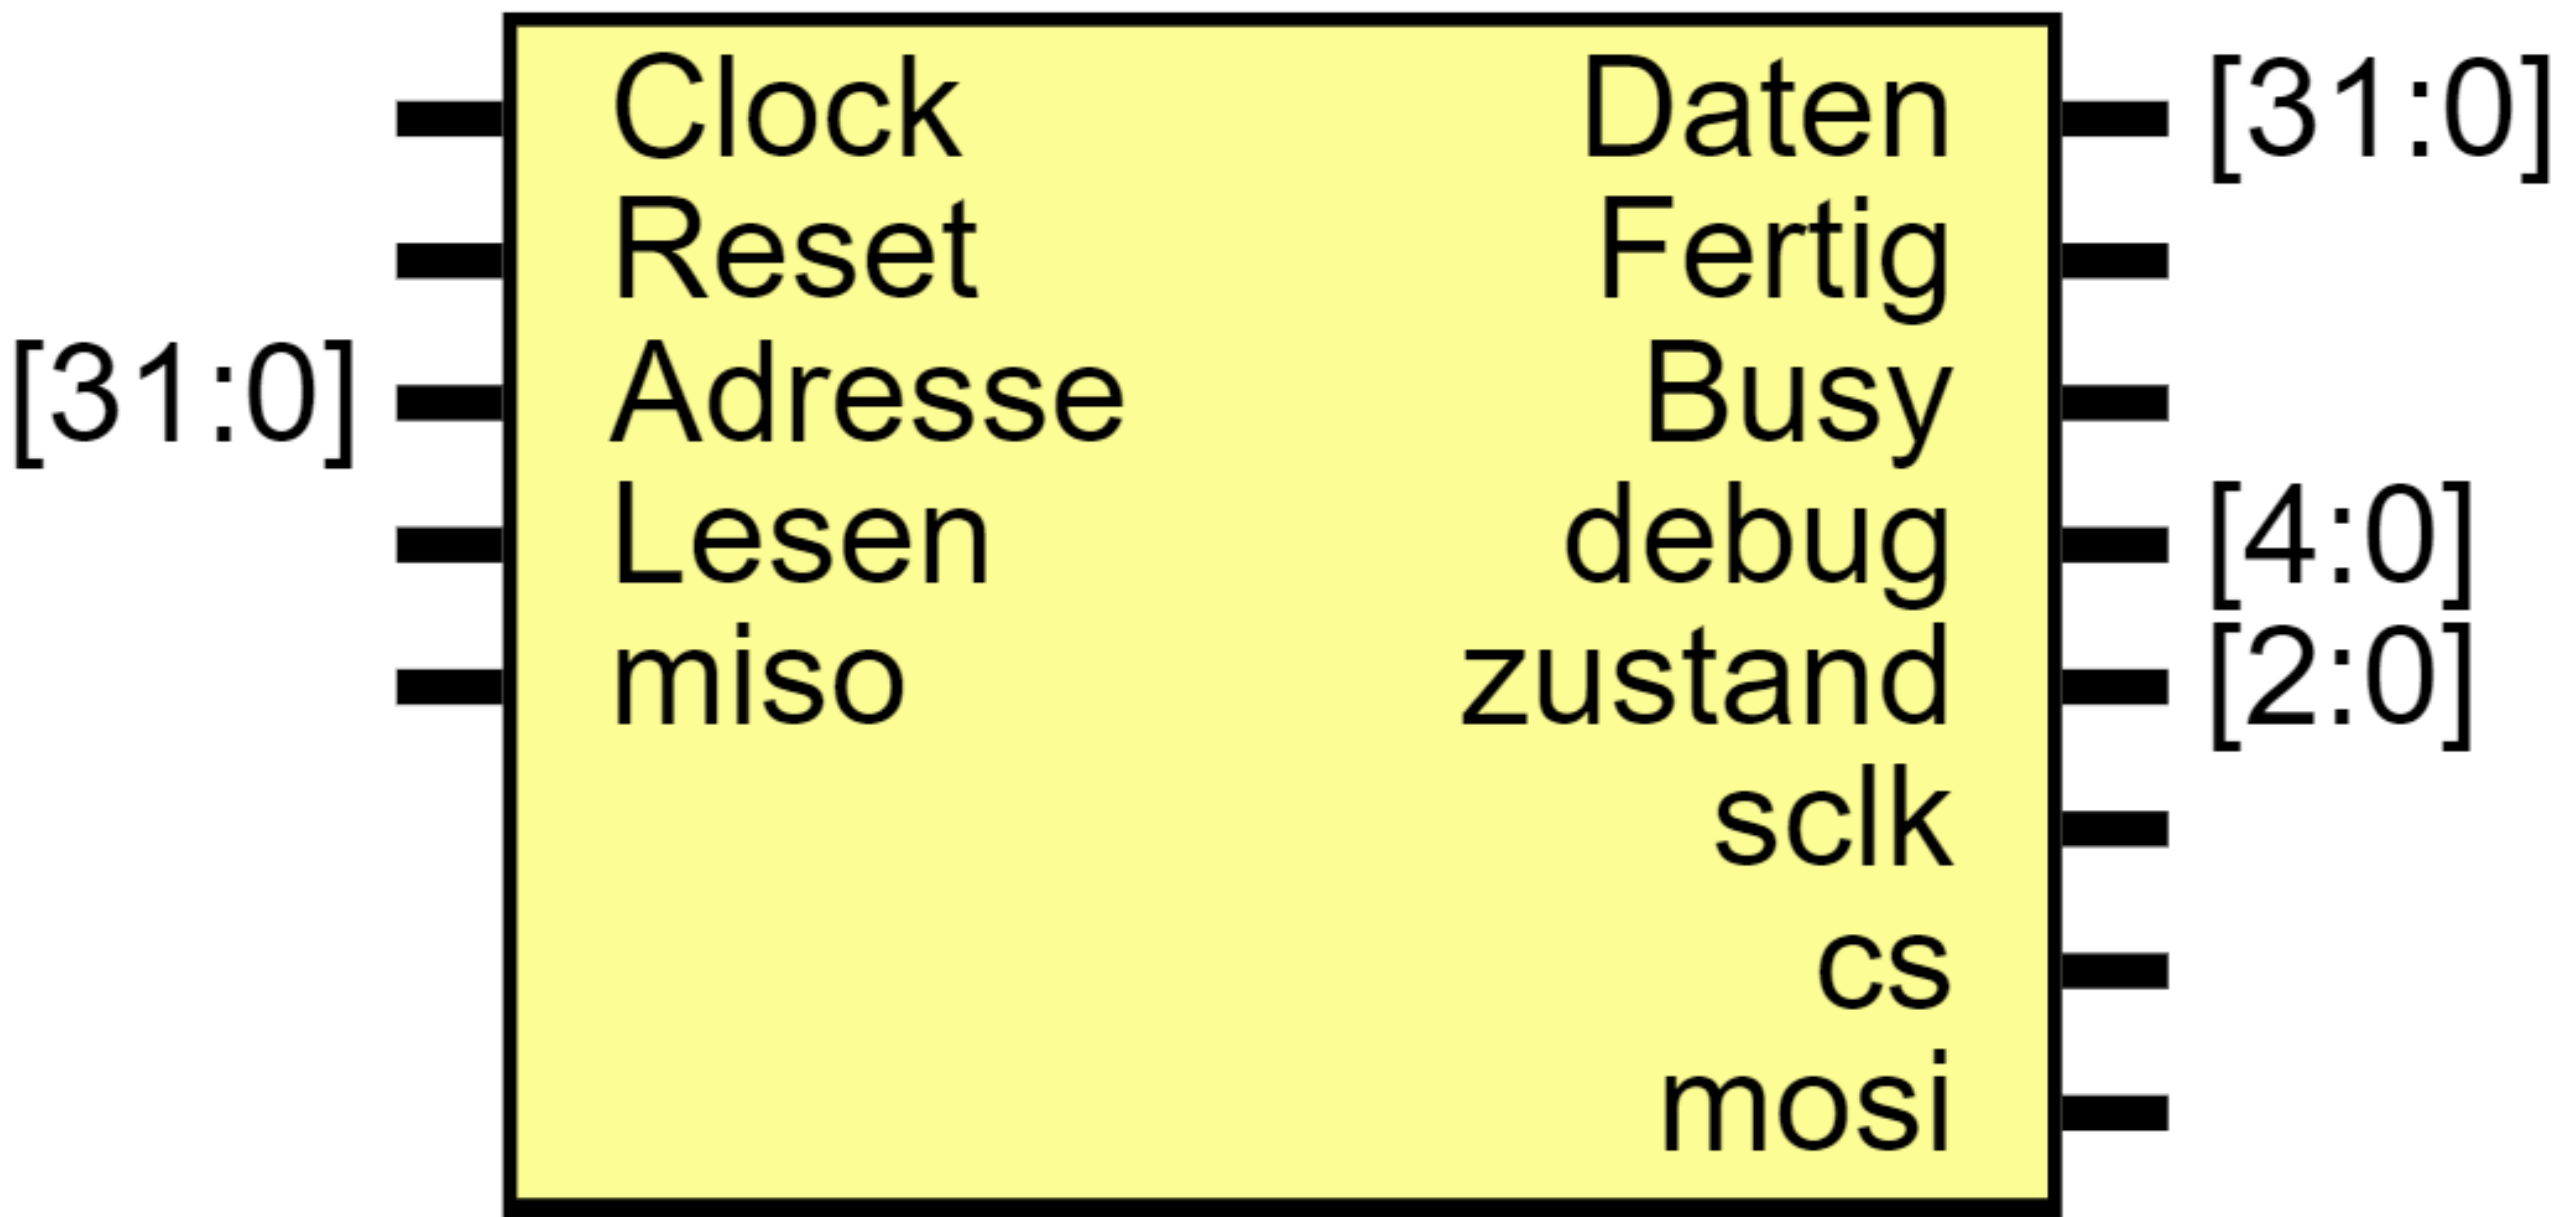 Clock Daten [31:0]
Reset Fertig
[31:0] Adresse Busy
Lesen debug [4:0]
miso zustand [2:0]
sclk
cs
mosi